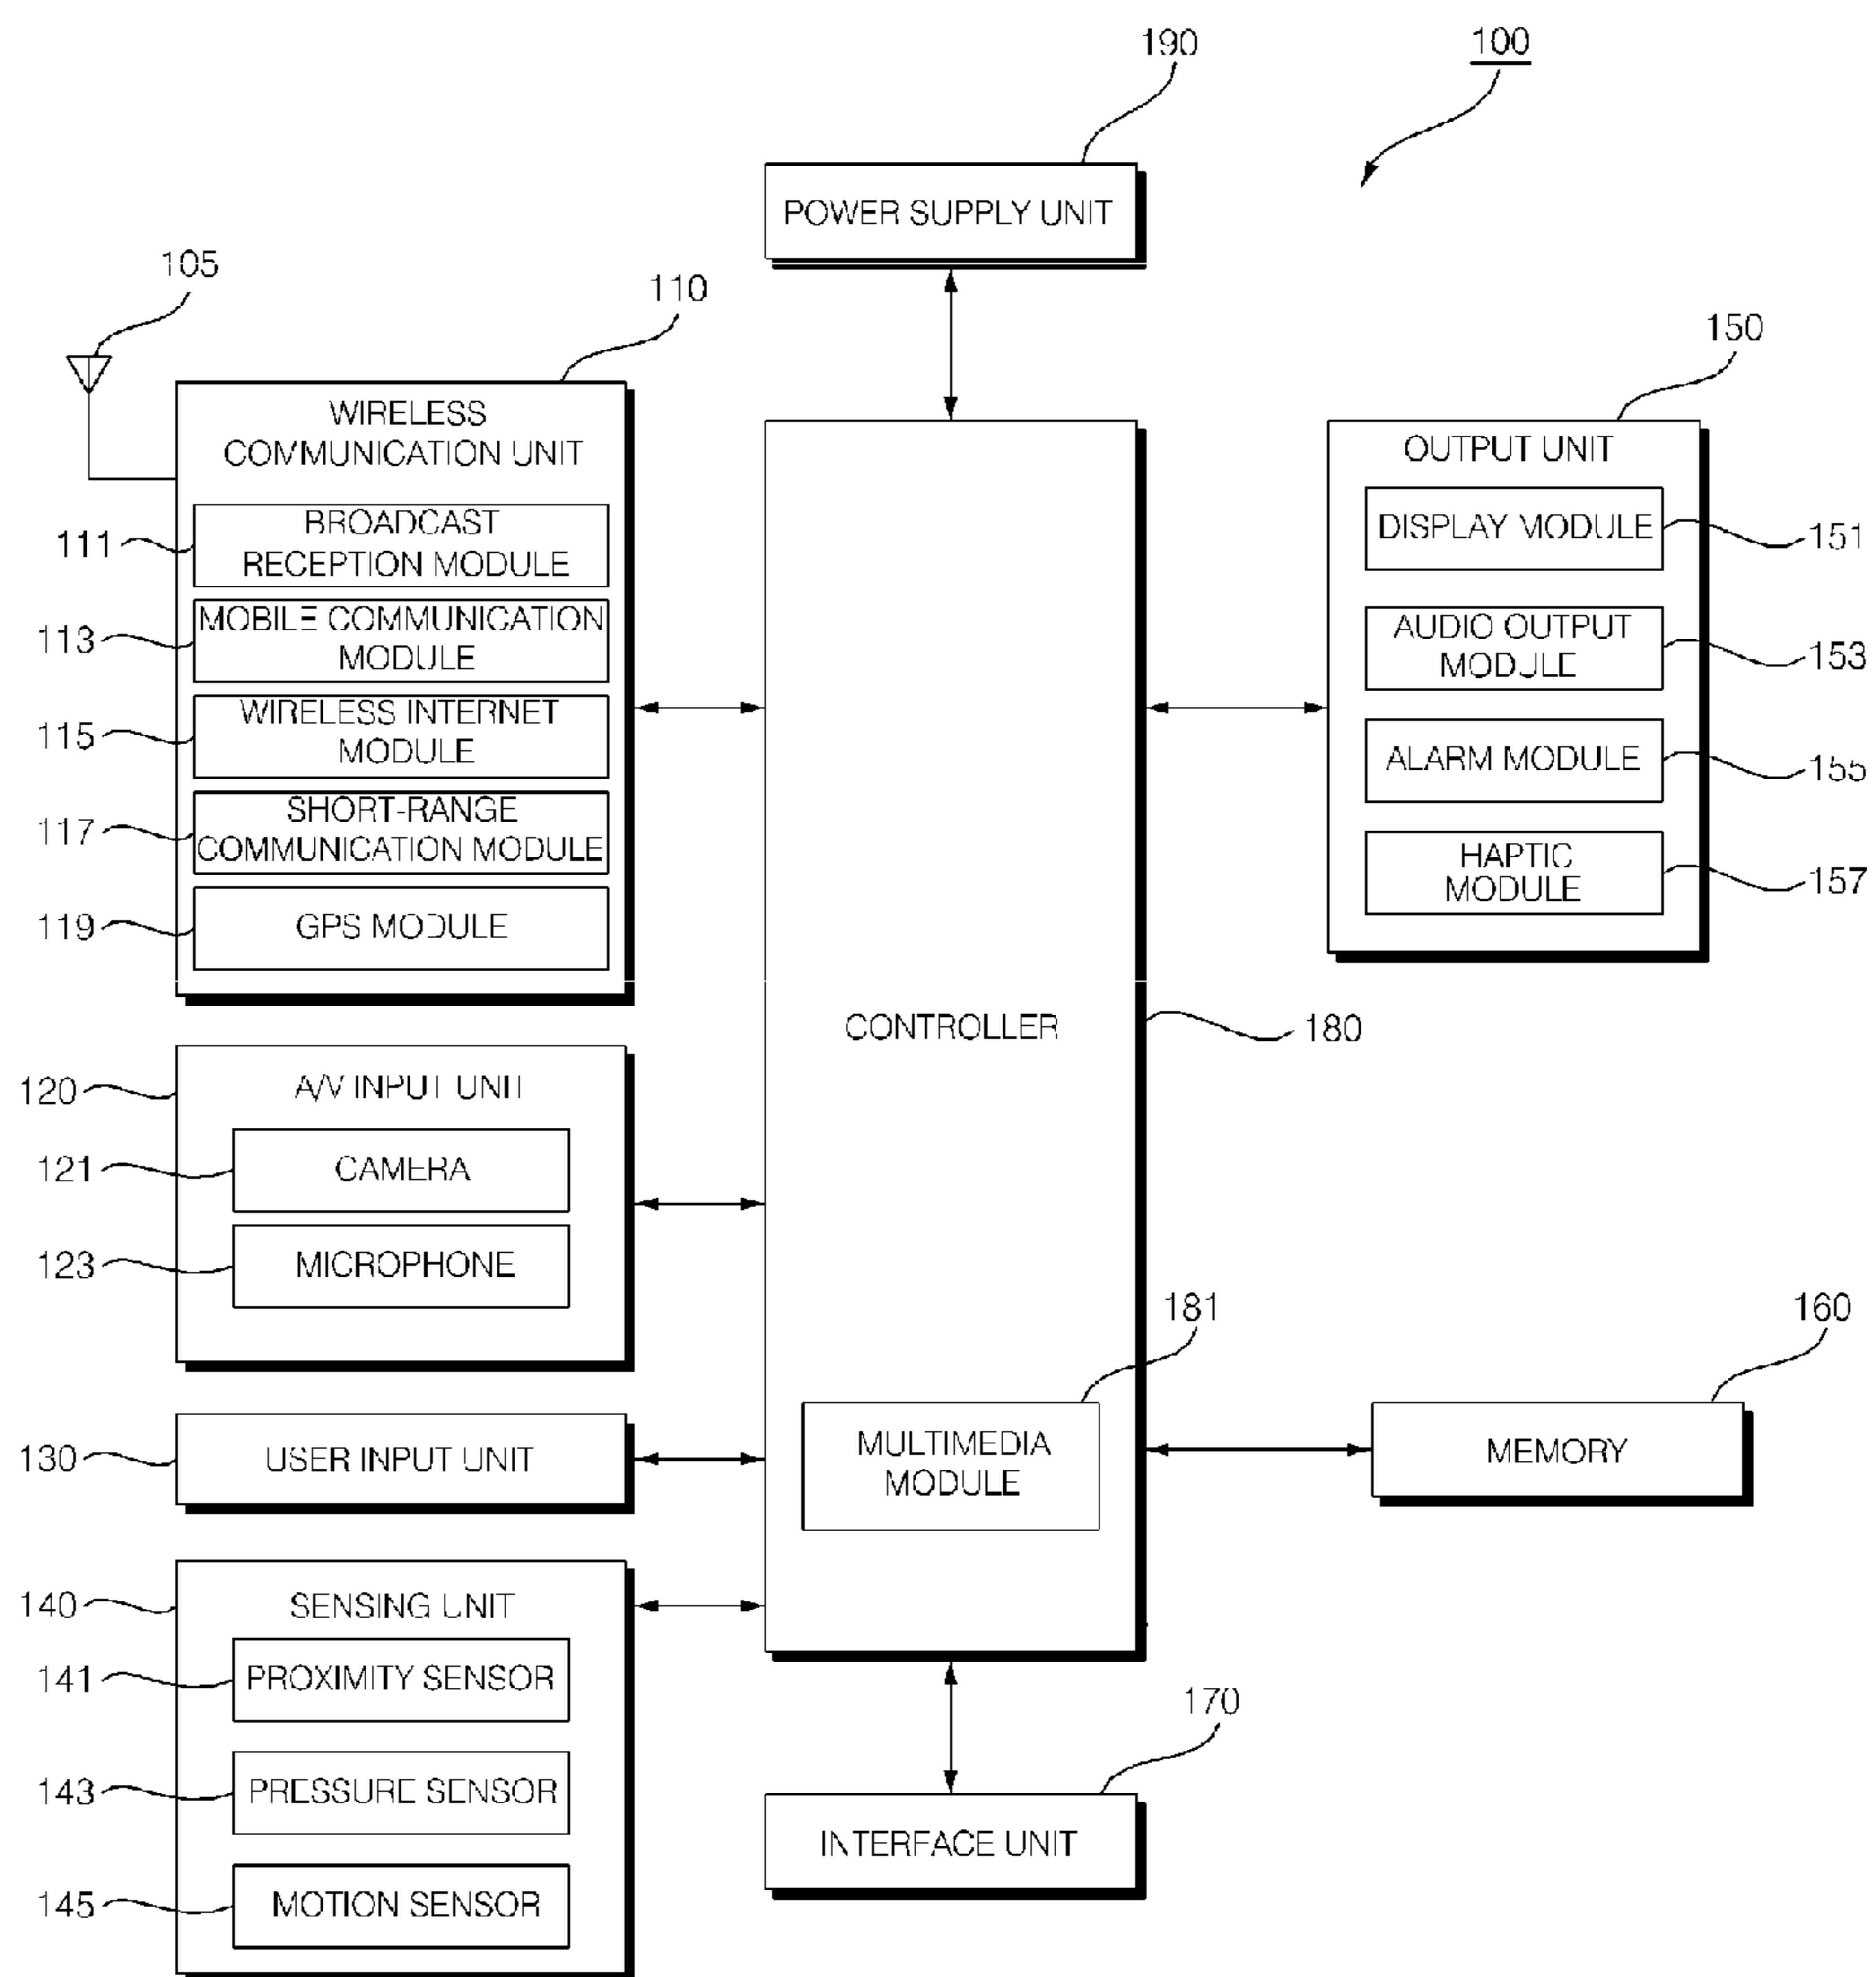 190
100
POWER SUPPLY UNIT
105
110
WIRELESS
COMMUNICATION UNIT
111
BROADCAST
RECEPTION MODULE
113
MOBILE COMMUNICATION
MODULE
115
WIRELESS INTERNET
MODULE
117
SHORT-RANGE
COMMUNICATION MODULE
119
GPS MODULE
150
OUTPUT UNIT
DISPLAY MODULE
151
AUDIO OUTPUT
MODULE
153
ALARM MODULE
155
HAPTIC
MODULE
157
CONTROLLER
180
120
A/V INPUT UNIT
121
CAMERA
123
MICROPHONE
181
MULTIMEDIA
MODULE
160
MEMORY
130
USER INPUT UNIT
140
SENSING UNIT
141
PROXIMITY SENSOR
143
PRESSURE SENSOR
145
MOTION SENSOR
170
INTERFACE UNIT